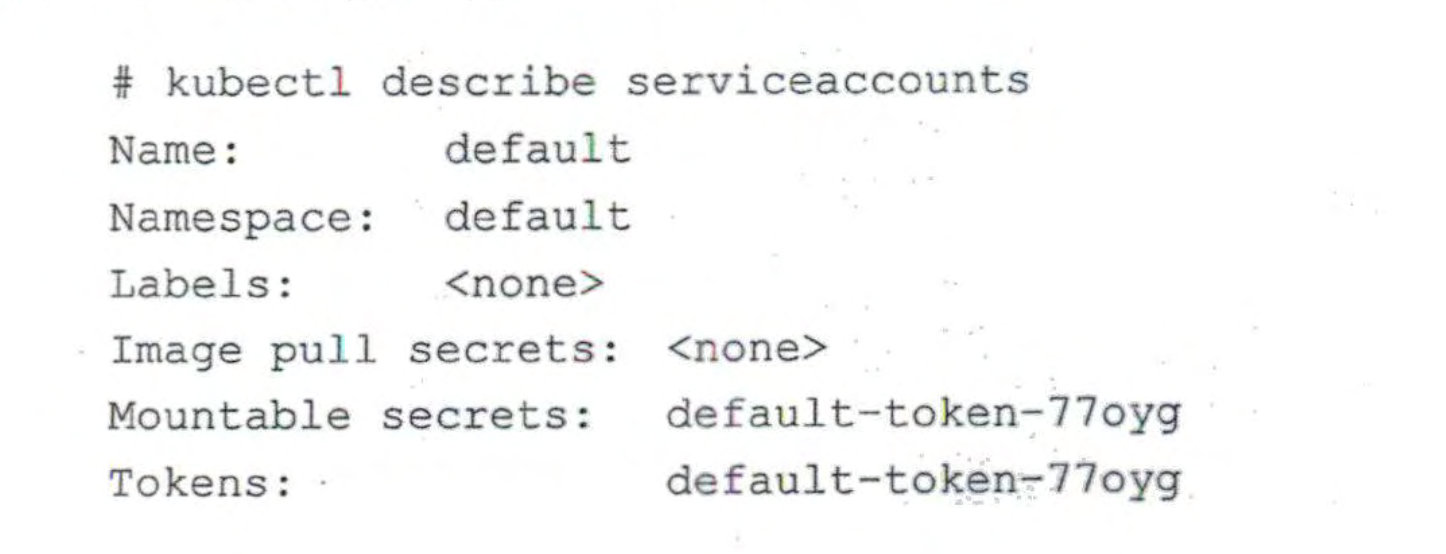 # kubectl describe serviceaccounts
Name: default
Namespace: default
Labels: <none>
Image pull secrets: <none>
Mountable secrets: default-token-77oyg
Tokens: default-token-77oyg